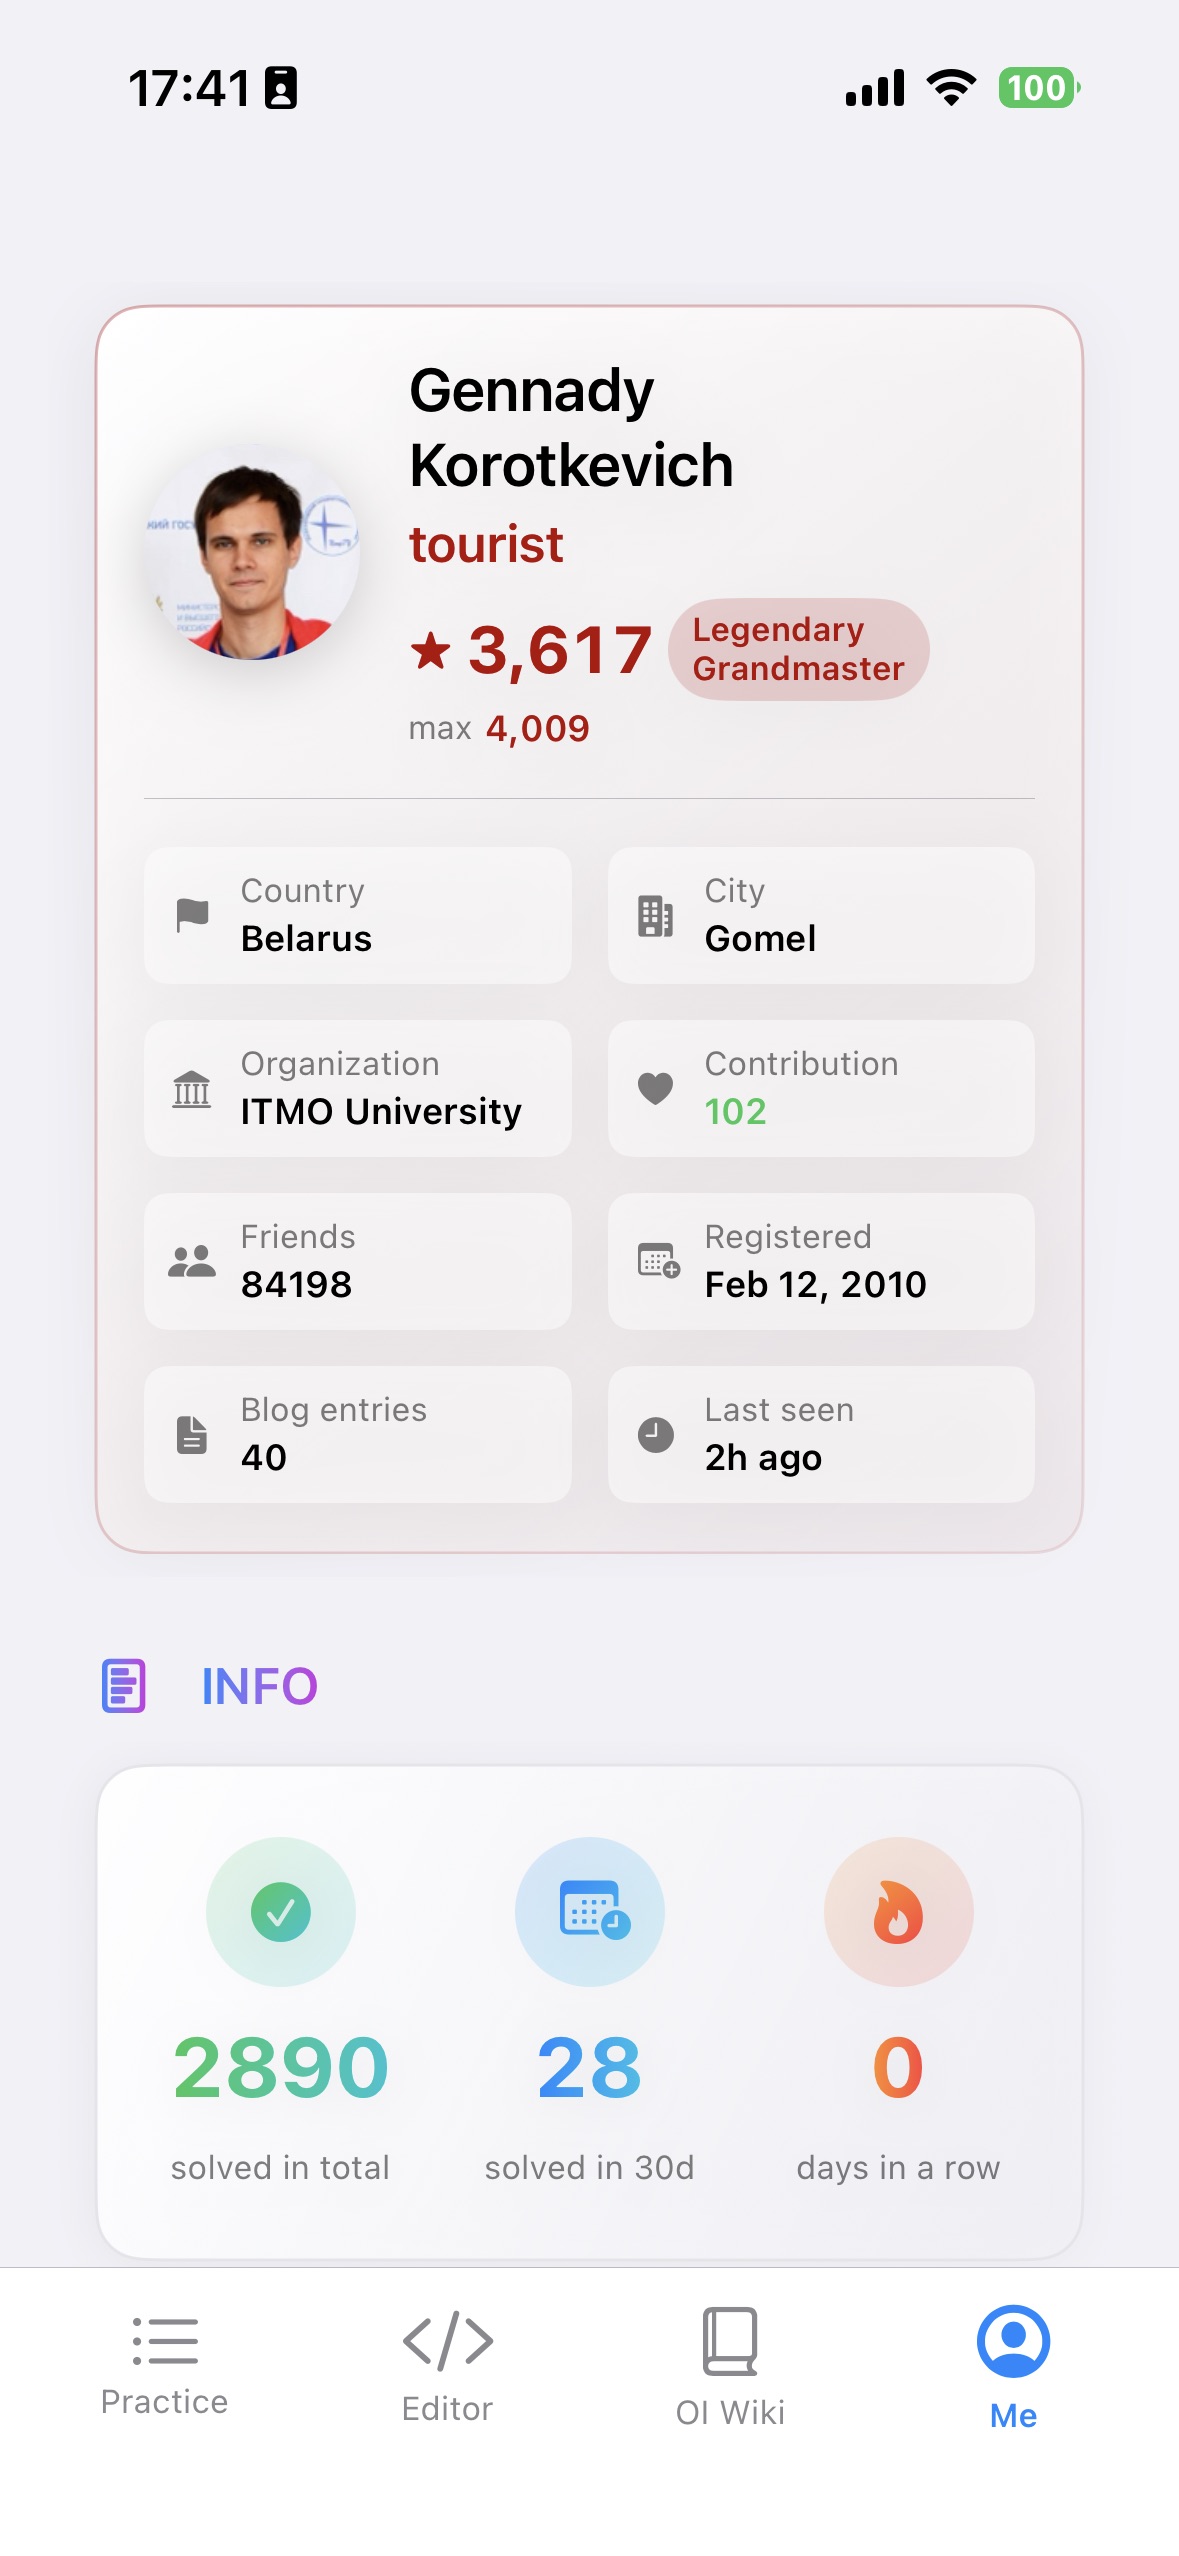 17:41
100
Gennady
Korotkevich
tourist
3,617
Legendary
Grandmaster
max 4,009
Country
Belarus
City
Gomel
Organization
ITMO University
Contribution
102
Friends
84198
Registered
Feb 12, 2010
Blog entries
40
Last seen
2h ago
INFO
2890
solved in total
28
solved in 30d
0
days in a row
Practice
Editor
OI Wiki
Me